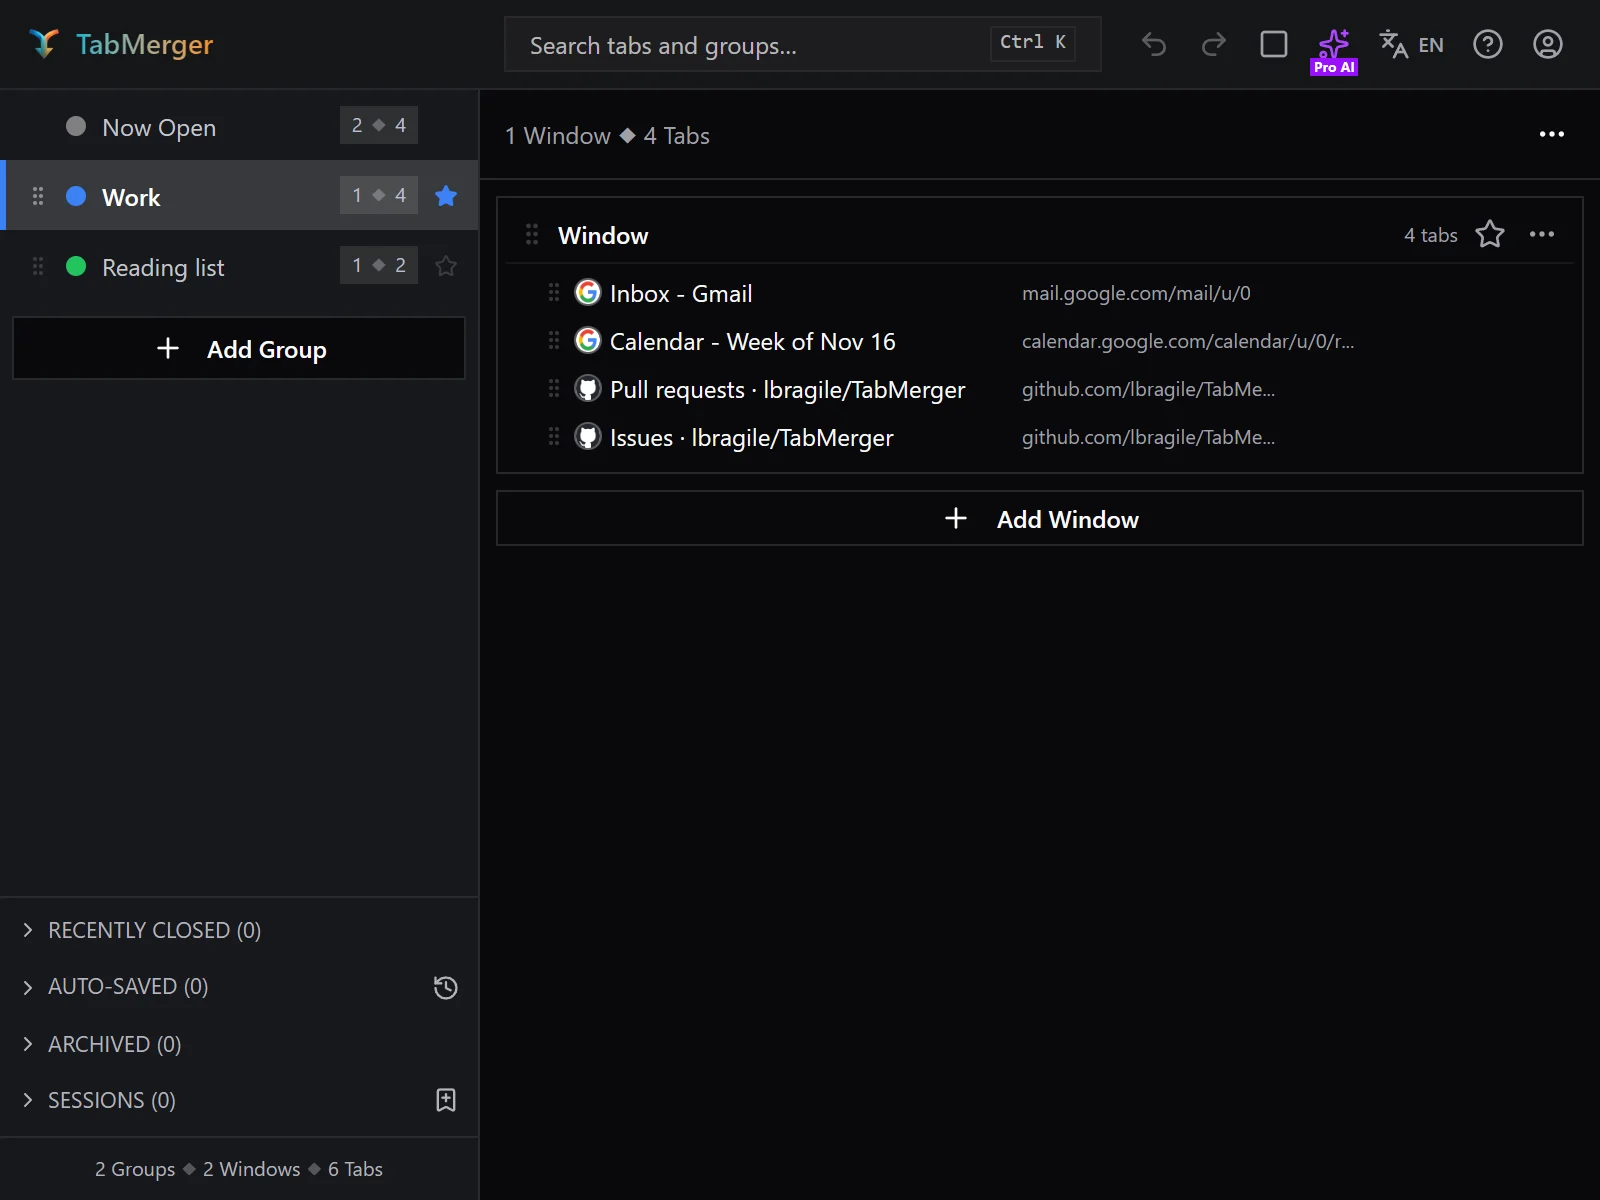 TabMerger
Search tabs and groups... Ctrl K
Pro AI
EN
Now Open 2 ◆ 4
Work 1 ◆ 4
Reading list 1 ◆ 2
+ Add Group
RECENTLY CLOSED (0)
AUTO-SAVED (0)
ARCHIVED (0)
SESSIONS (0)
2 Groups ◆ 2 Windows ◆ 6 Tabs
1 Window ◆ 4 Tabs
Window 4 tabs
Inbox - Gmail mail.google.com/mail/u/0
Calendar - Week of Nov 16 calendar.google.com/calendar/u/0/r...
Pull requests · lbragile/TabMerger github.com/lbragile/TabMe...
Issues · lbragile/TabMerger github.com/lbragile/TabMe...
+ Add Window